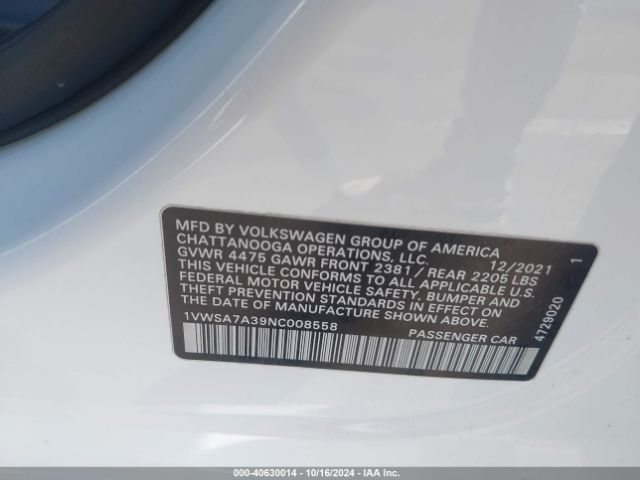 MFD BY VOLKSWAGEN GROUP OF AMERICA
CHATTANOOGA OPERATIONS, LLC. 12/2021 1
GVWR 4475 GAWR FRONT 2381 / REAR 2205 LBS
THIS VEHICLE CONFORMS TO ALL APPLICABLE U.S.
FEDERAL MOTOR VEHICLE SAFETY, BUMPER AND
THEFT PREVENTION STANDARDS IN EFFECT ON
THE DATE OF MANUFACTURE SHOWN ABOVE.
1VWSA7A39NC008558 PASSENGER CAR
4729020
000-40630014 - 10/16/2024 - IAA Inc.